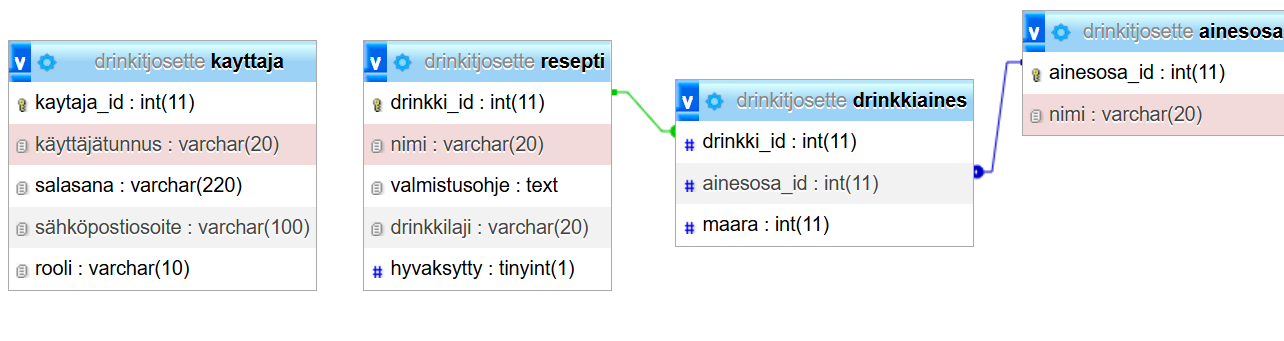 v drinkitjosette kayttaja
kaytaja_id : int(11)
käyttäjätunnus : varchar(20)
salasana : varchar(220)
sähköpostiosoite : varchar(100)
rooli : varchar(10)
v drinkitjosette resepti
drinkki_id : int(11)
nimi : varchar(20)
valmistusohje : text
drinkkilaji : varchar(20)
# hyvaksytty : tinyint(1)
v drinkitjosette drinkkiaines
# drinkki_id : int(11)
# ainesosa_id : int(11)
# maara : int(11)
v drinkitjosette ainesosa
ainesosa_id : int(11)
nimi : varchar(20)